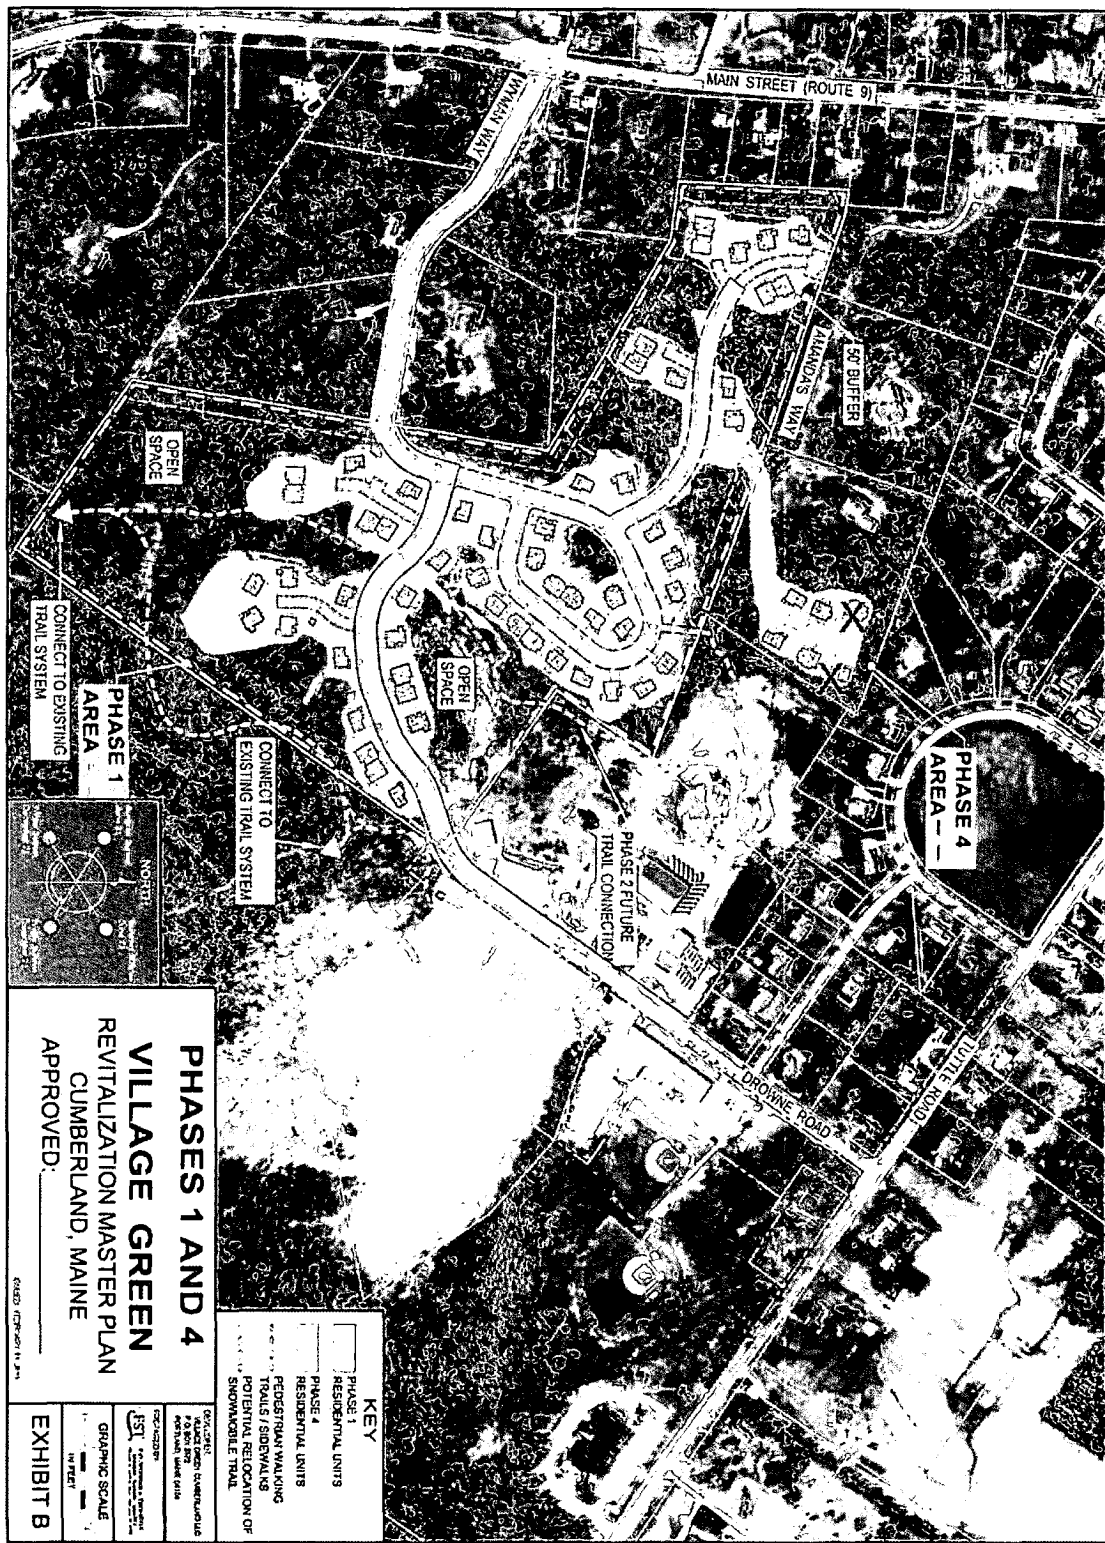 MAIN STREET (ROUTE 9)
WYMAN WAY
AMANDA'S WAY
50' BUFFER
OPEN
SPACE
CONNECT TO EXISTING
TRAIL SYSTEM
PHASE 1
AREA
OPEN
SPACE
CONNECT TO
EXISTING TRAIL SYSTEM
PHASE 2 FUTURE
TRAIL CONNECTION
PHASE 4
AREA
TUTTLE ROAD
DROWNE ROAD
NORTH
PHASES 1 AND 4
VILLAGE GREEN
REVITALIZATION MASTER PLAN
CUMBERLAND, MAINE
APPROVED:
KEY
PHASE 1
RESIDENTIAL UNITS
PHASE 4
RESIDENTIAL UNITS
PEDESTRIAN WALKING
TRAILS / SIDEWALKS
POTENTIAL RELOCATION OF
SNOWMOBILE TRAIL
GRAPHIC SCALE
IN FEET
EXHIBIT B